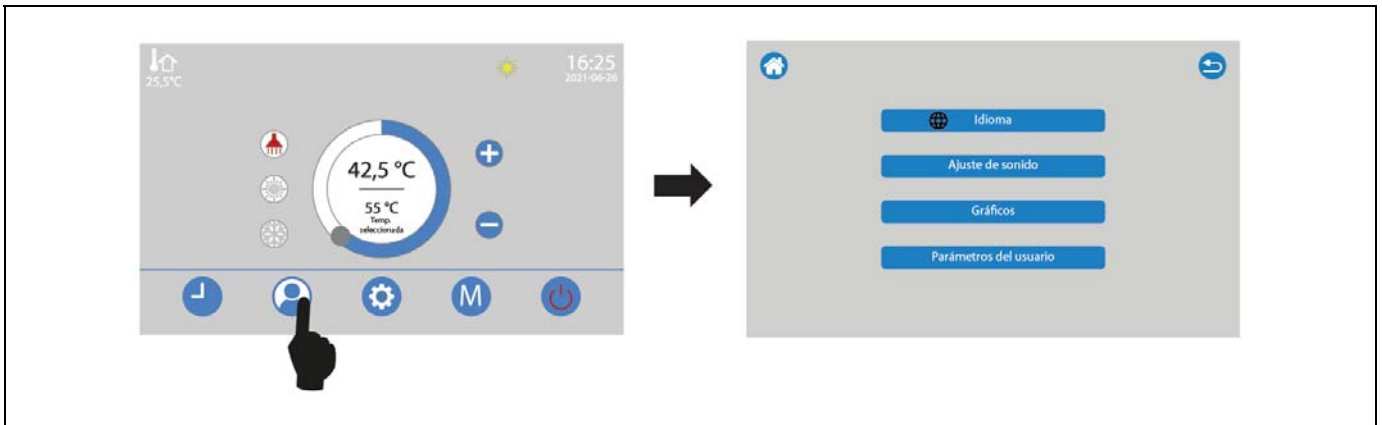 25,5°C
16:25
2021-06-26
42,5 °C
55 °C
Temp.
seleccionada
M
Idioma
Ajuste de sonido
Gráficos
Parámetros del usuario